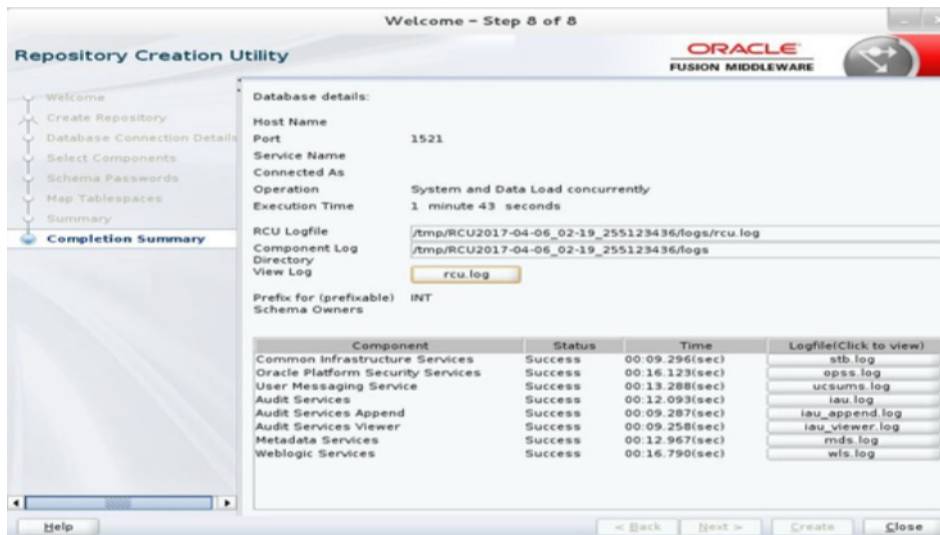 Welcome - Step 8 of 8
Repository Creation Utility
ORACLE
FUSION MIDDLEWARE
Welcome
Create Repository
Database Connection Details
Select Components
Schema Passwords
Map Tablespaces
Summary
Completion Summary
Database details:
Host Name
Port 1521
Service Name
Connected As
Operation System and Data Load concurrently
Execution Time 1 minute 43 seconds
RCU Logfile /tmp/RCU2017-04-06_02-19_255123436/logs/rcu.log
Component Log Directory /tmp/RCU2017-04-06_02-19_255123436/logs
View Log rcu.log
Prefix for (prefixable) Schema Owners INT
Component Status Time Logfile(Click to view)
Common Infrastructure Services Success 00:09.296(sec) stb.log
Oracle Platform Security Services Success 00:16.123(sec) opss.log
User Messaging Service Success 00:13.288(sec) ucsums.log
Audit Services Success 00:12.093(sec) iau.log
Audit Services Append Success 00:09.287(sec) iau_append.log
Audit Services Viewer Success 00:09.258(sec) iau_viewer.log
Metadata Services Success 00:12.967(sec) mds.log
Weblogic Services Success 00:16.790(sec) wls.log
Help < Back Next > Create Close